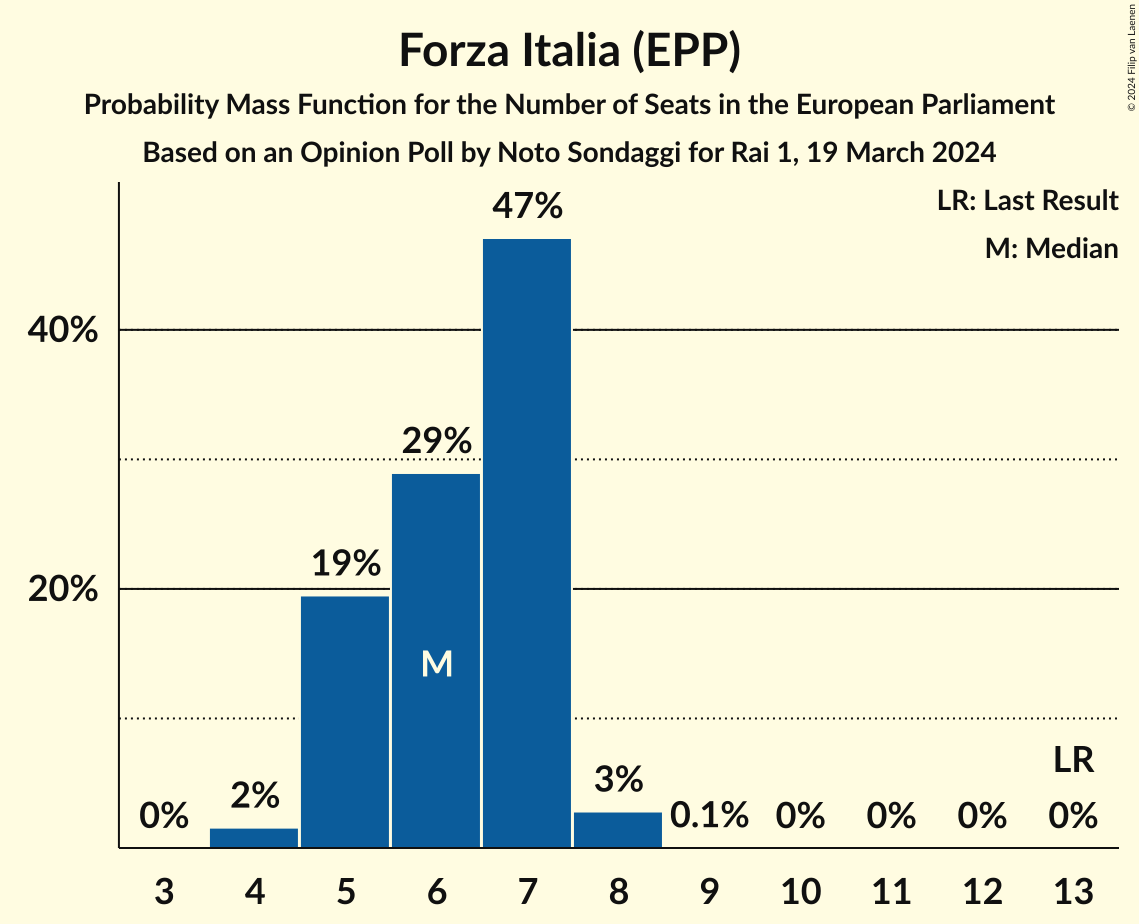 Forza Italia (EPP)
Probability Mass Function for the Number of Seats in the European Parliament
Based on an Opinion Poll by Noto Sondaggi for Rai 1, 19 March 2024
© 2024 Filip van Laenen
LR: Last Result
M: Median
47%
40%
29%
20%
19%
M
LR
0%
2%
3%
0.1%
0%
0%
0%
0%
3 4 5 6 7 8 9 10 11 12 13